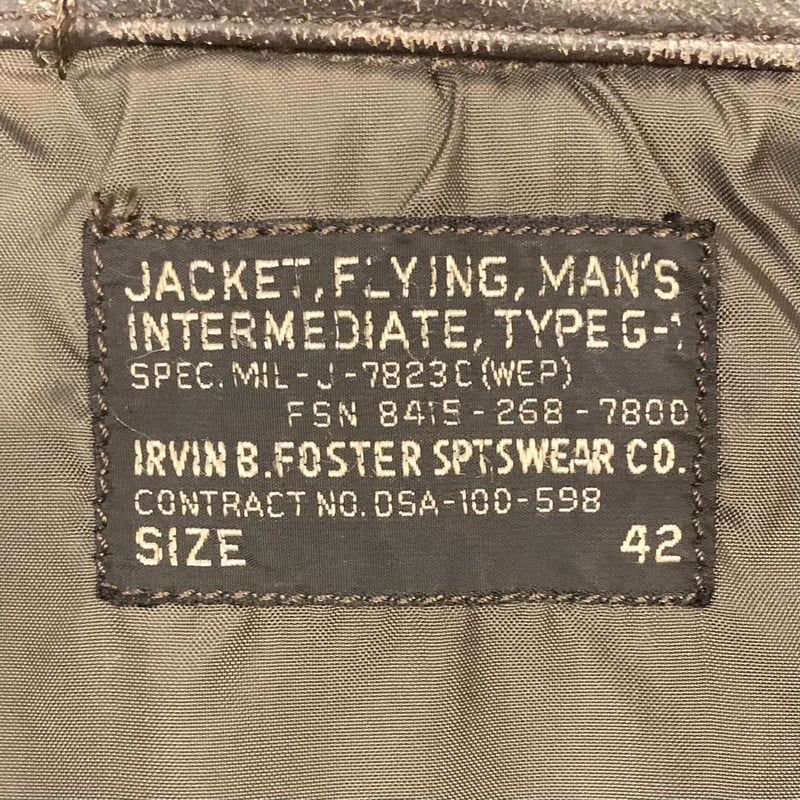 JACKET, FLYING, MAN'S
INTERMEDIATE, TYPE G-1
SPEC. MIL-J-7823C (WEP)
FSN 8415-268-7800
IRVIN B. FOSTER SPTSWEAR CO.
CONTRACT NO. DSA-100-598
SIZE 42